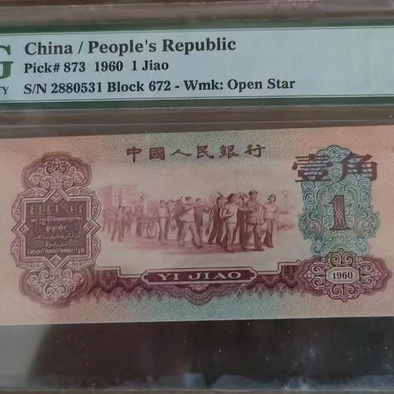 G
TY
China / People's Republic
Pick# 873 1960 1 Jiao
S/N 2880531 Block 672 - Wmk: Open Star
中國人民銀行
壹角
1
YI JIAO
1960